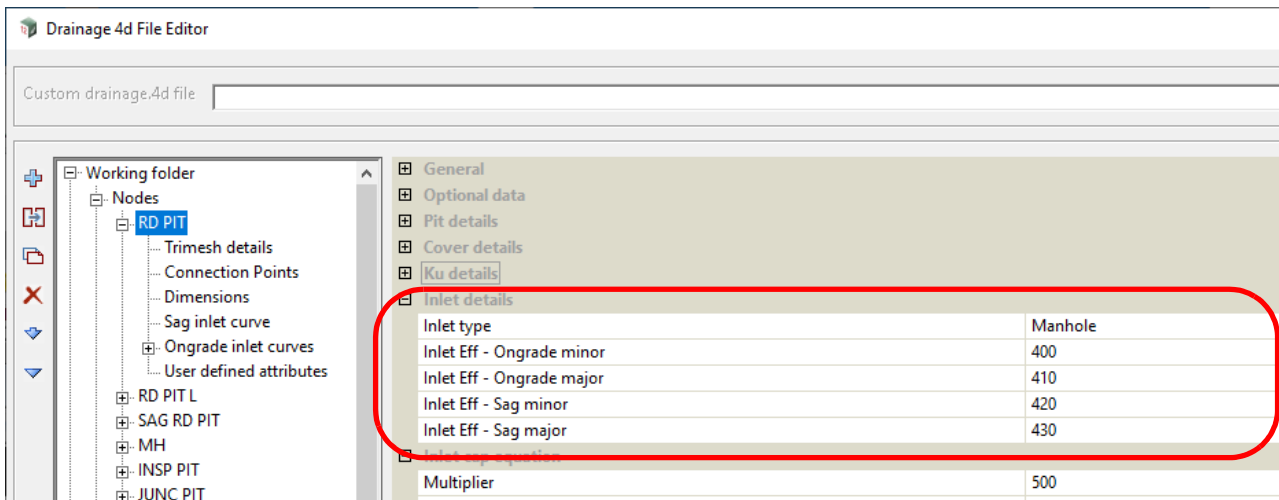 Drainage 4d File Editor
Custom drainage.4d file
Working folder
Nodes
RD PIT
Trimesh details
Connection Points
Dimensions
Sag inlet curve
Ongrade inlet curves
User defined attributes
RD PIT L
SAG RD PIT
MH
INSP PIT
JUNC PIT
General
Optional data
Pit details
Cover details
Ku details
Inlet details
Inlet type Manhole
Inlet Eff - Ongrade minor 400
Inlet Eff - Ongrade major 410
Inlet Eff - Sag minor 420
Inlet Eff - Sag major 430
Inlet cap equation
Multiplier 500